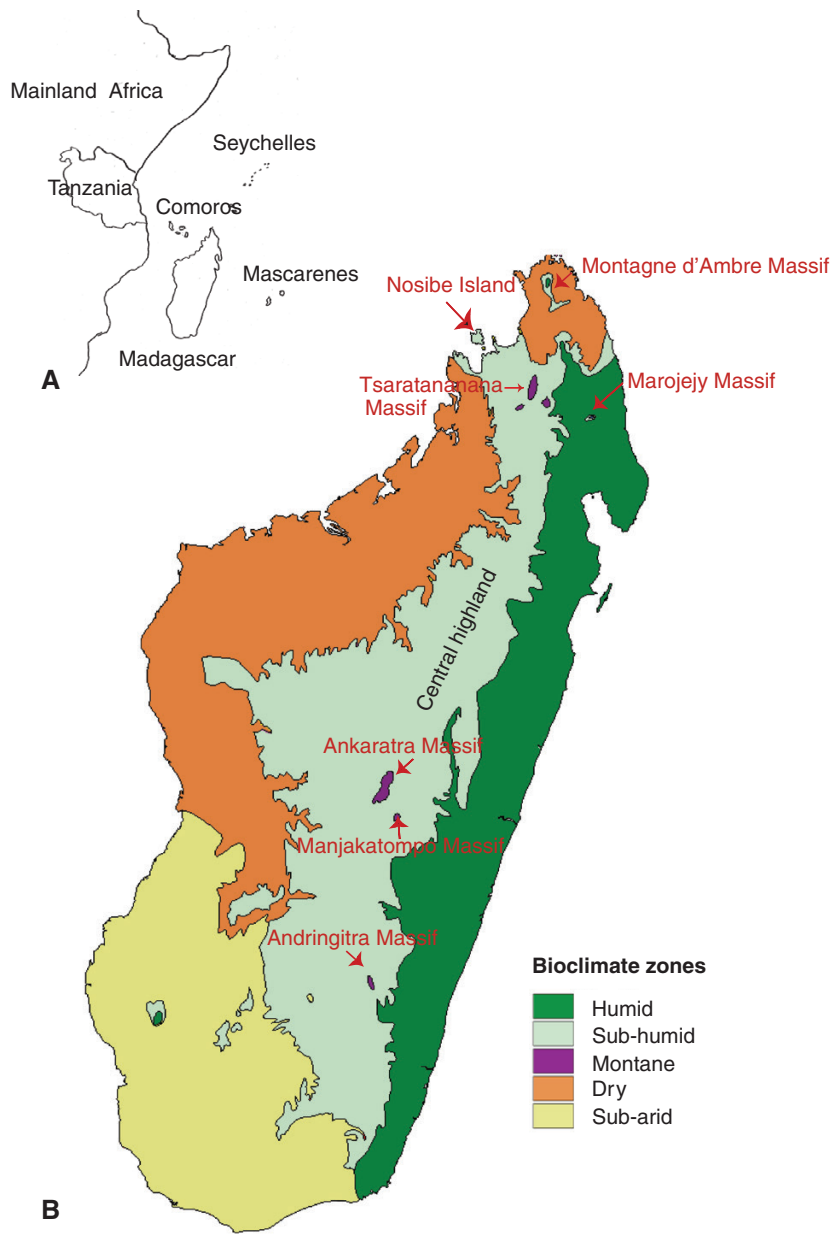 Mainland Africa
Seychelles
Tanzania
Comoros
Mascarenes
Madagascar
A
Montagne d'Ambre Massif
Nosibe Island
Tsaratananana
Massif
Marojejy Massif
Central highland
Ankaratra Massif
Manjakatompo Massif
Andringitra Massif
Bioclimate zones
Humid
Sub-humid
Montane
Dry
Sub-arid
B